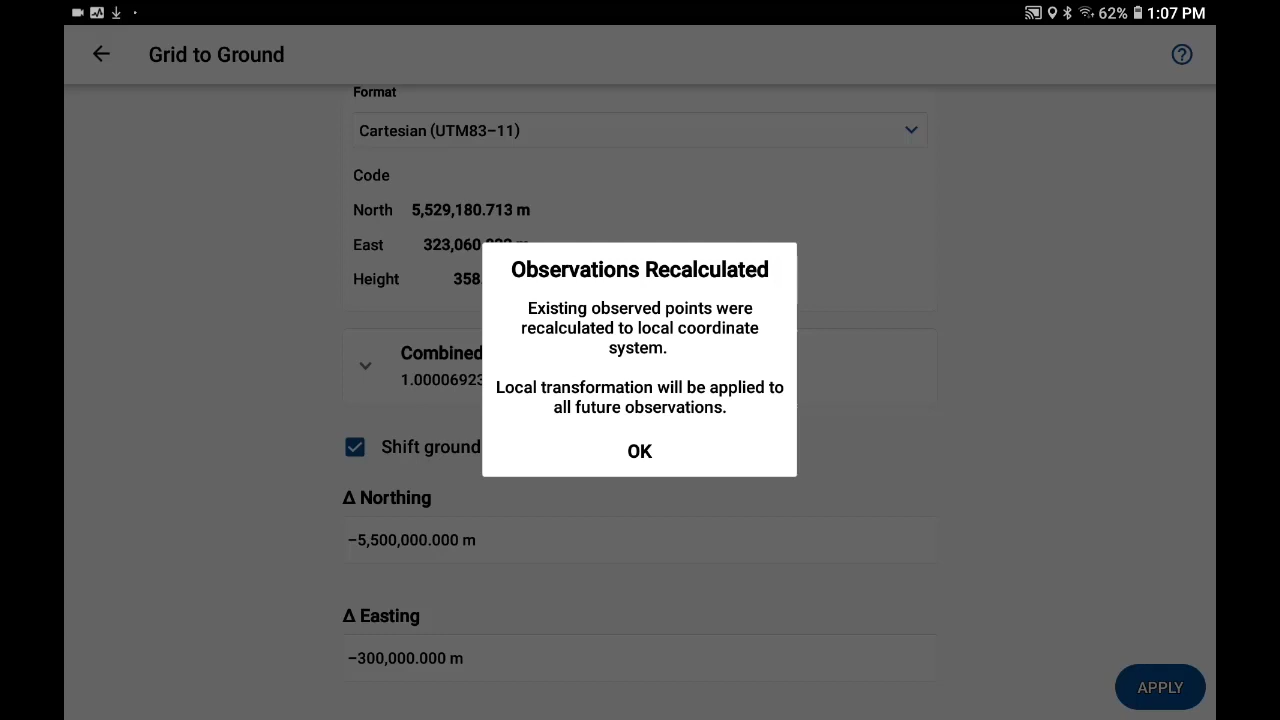 62% 1:07 PM
Grid to Ground
Format
Cartesian (UTM83-11)
Code
North 5,529,180.713 m
East 323,060
Height 358.
Observations Recalculated
Existing observed points were
recalculated to local coordinate
system.
Local transformation will be applied to
all future observations.
OK
Combined
1.00006923
Shift ground
Δ Northing
-5,500,000.000 m
Δ Easting
-300,000.000 m
APPLY